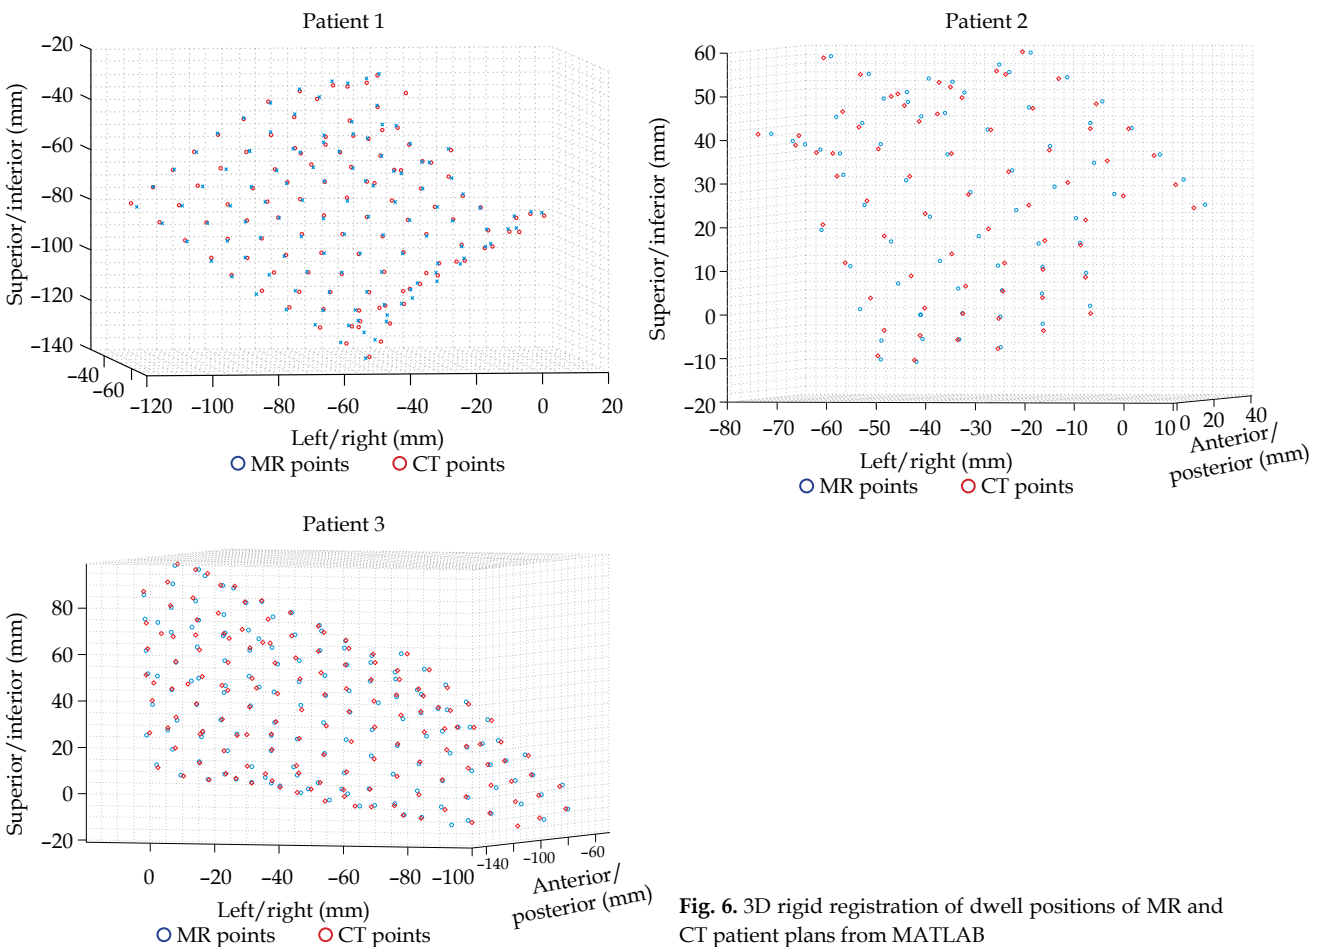 Patient 1
Superior/inferior (mm)
−20
−40
−60
−80
−100
−120
−140
−40
−60
−120 −100 −80 −60 −40 −20 0 20
Left/right (mm)
MR points CT points
Patient 2
Superior/inferior (mm)
60
50
40
30
20
10
0
−10
−20
−80 −70 −60 −50 −40 −30 −20 −10 0 10 0 20 40
Left/right (mm)
Anterior/
posterior (mm)
MR points CT points
Patient 3
Superior/inferior (mm)
80
60
40
20
0
−20
0 −20 −40 −60 −80 −100 −140 −100 −60
Left/right (mm)
Anterior/
posterior (mm)
MR points CT points
Fig. 6. 3D rigid registration of dwell positions of MR and
CT patient plans from MATLAB